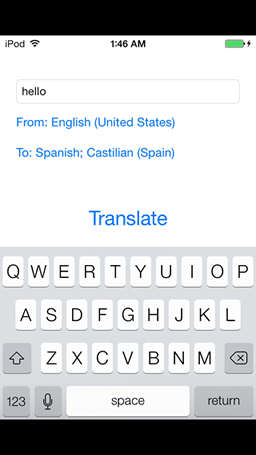 iPod 1:46 AM
hello
From: English (United States)
To: Spanish; Castilian (Spain)
Translate
Q W E R T Y U I O P
A S D F G H J K L
Z X C V B N M
123 space return